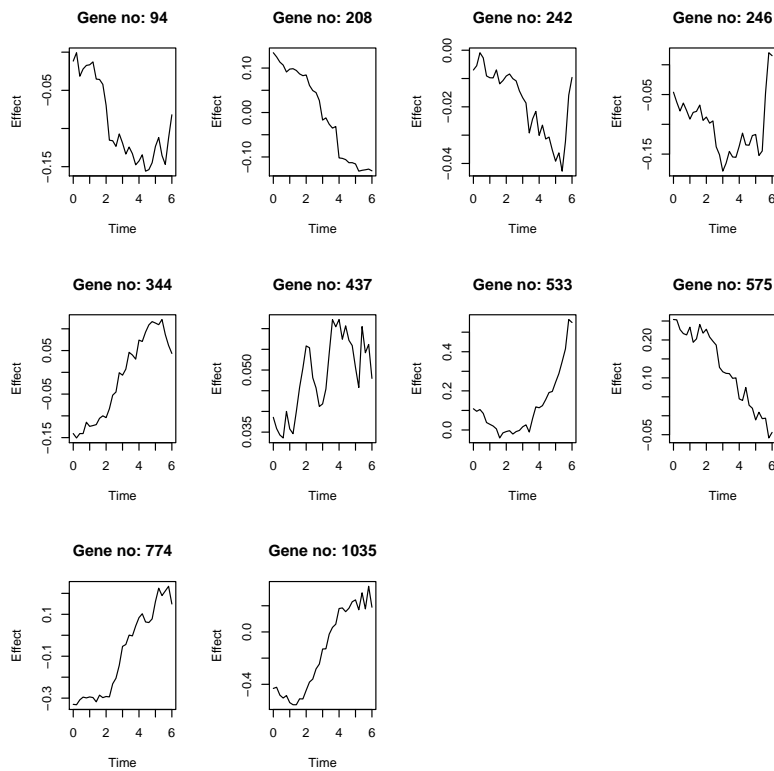 Gene no: 94
Effect
−0.15
−0.05
0 2 4 6
Time
Gene no: 208
Effect
−0.10
0.00
0.10
0 2 4 6
Time
Gene no: 242
Effect
−0.04
−0.02
0.00
0 2 4 6
Time
Gene no: 246
Effect
−0.15
−0.05
0 2 4 6
Time
Gene no: 344
Effect
−0.15
−0.05
0.05
0 2 4 6
Time
Gene no: 437
Effect
0.035
0.050
0 2 4 6
Time
Gene no: 533
Effect
0.0
0.2
0.4
0 2 4 6
Time
Gene no: 575
Effect
−0.05
0.10
0.20
0 2 4 6
Time
Gene no: 774
Effect
−0.3
−0.1
0.1
0 2 4 6
Time
Gene no: 1035
Effect
−0.4
0.0
0 2 4 6
Time